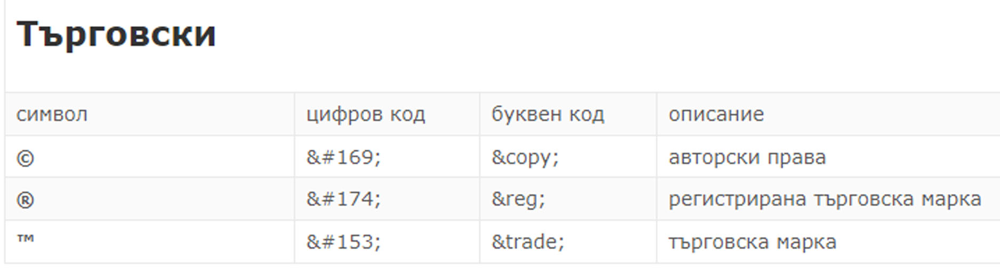 Търговски
символ цифров код буквен код описание
© &#169; &copy; авторски права
® &#174; &reg; регистрирана търговска марка
™ &#153; &trade; търговска марка